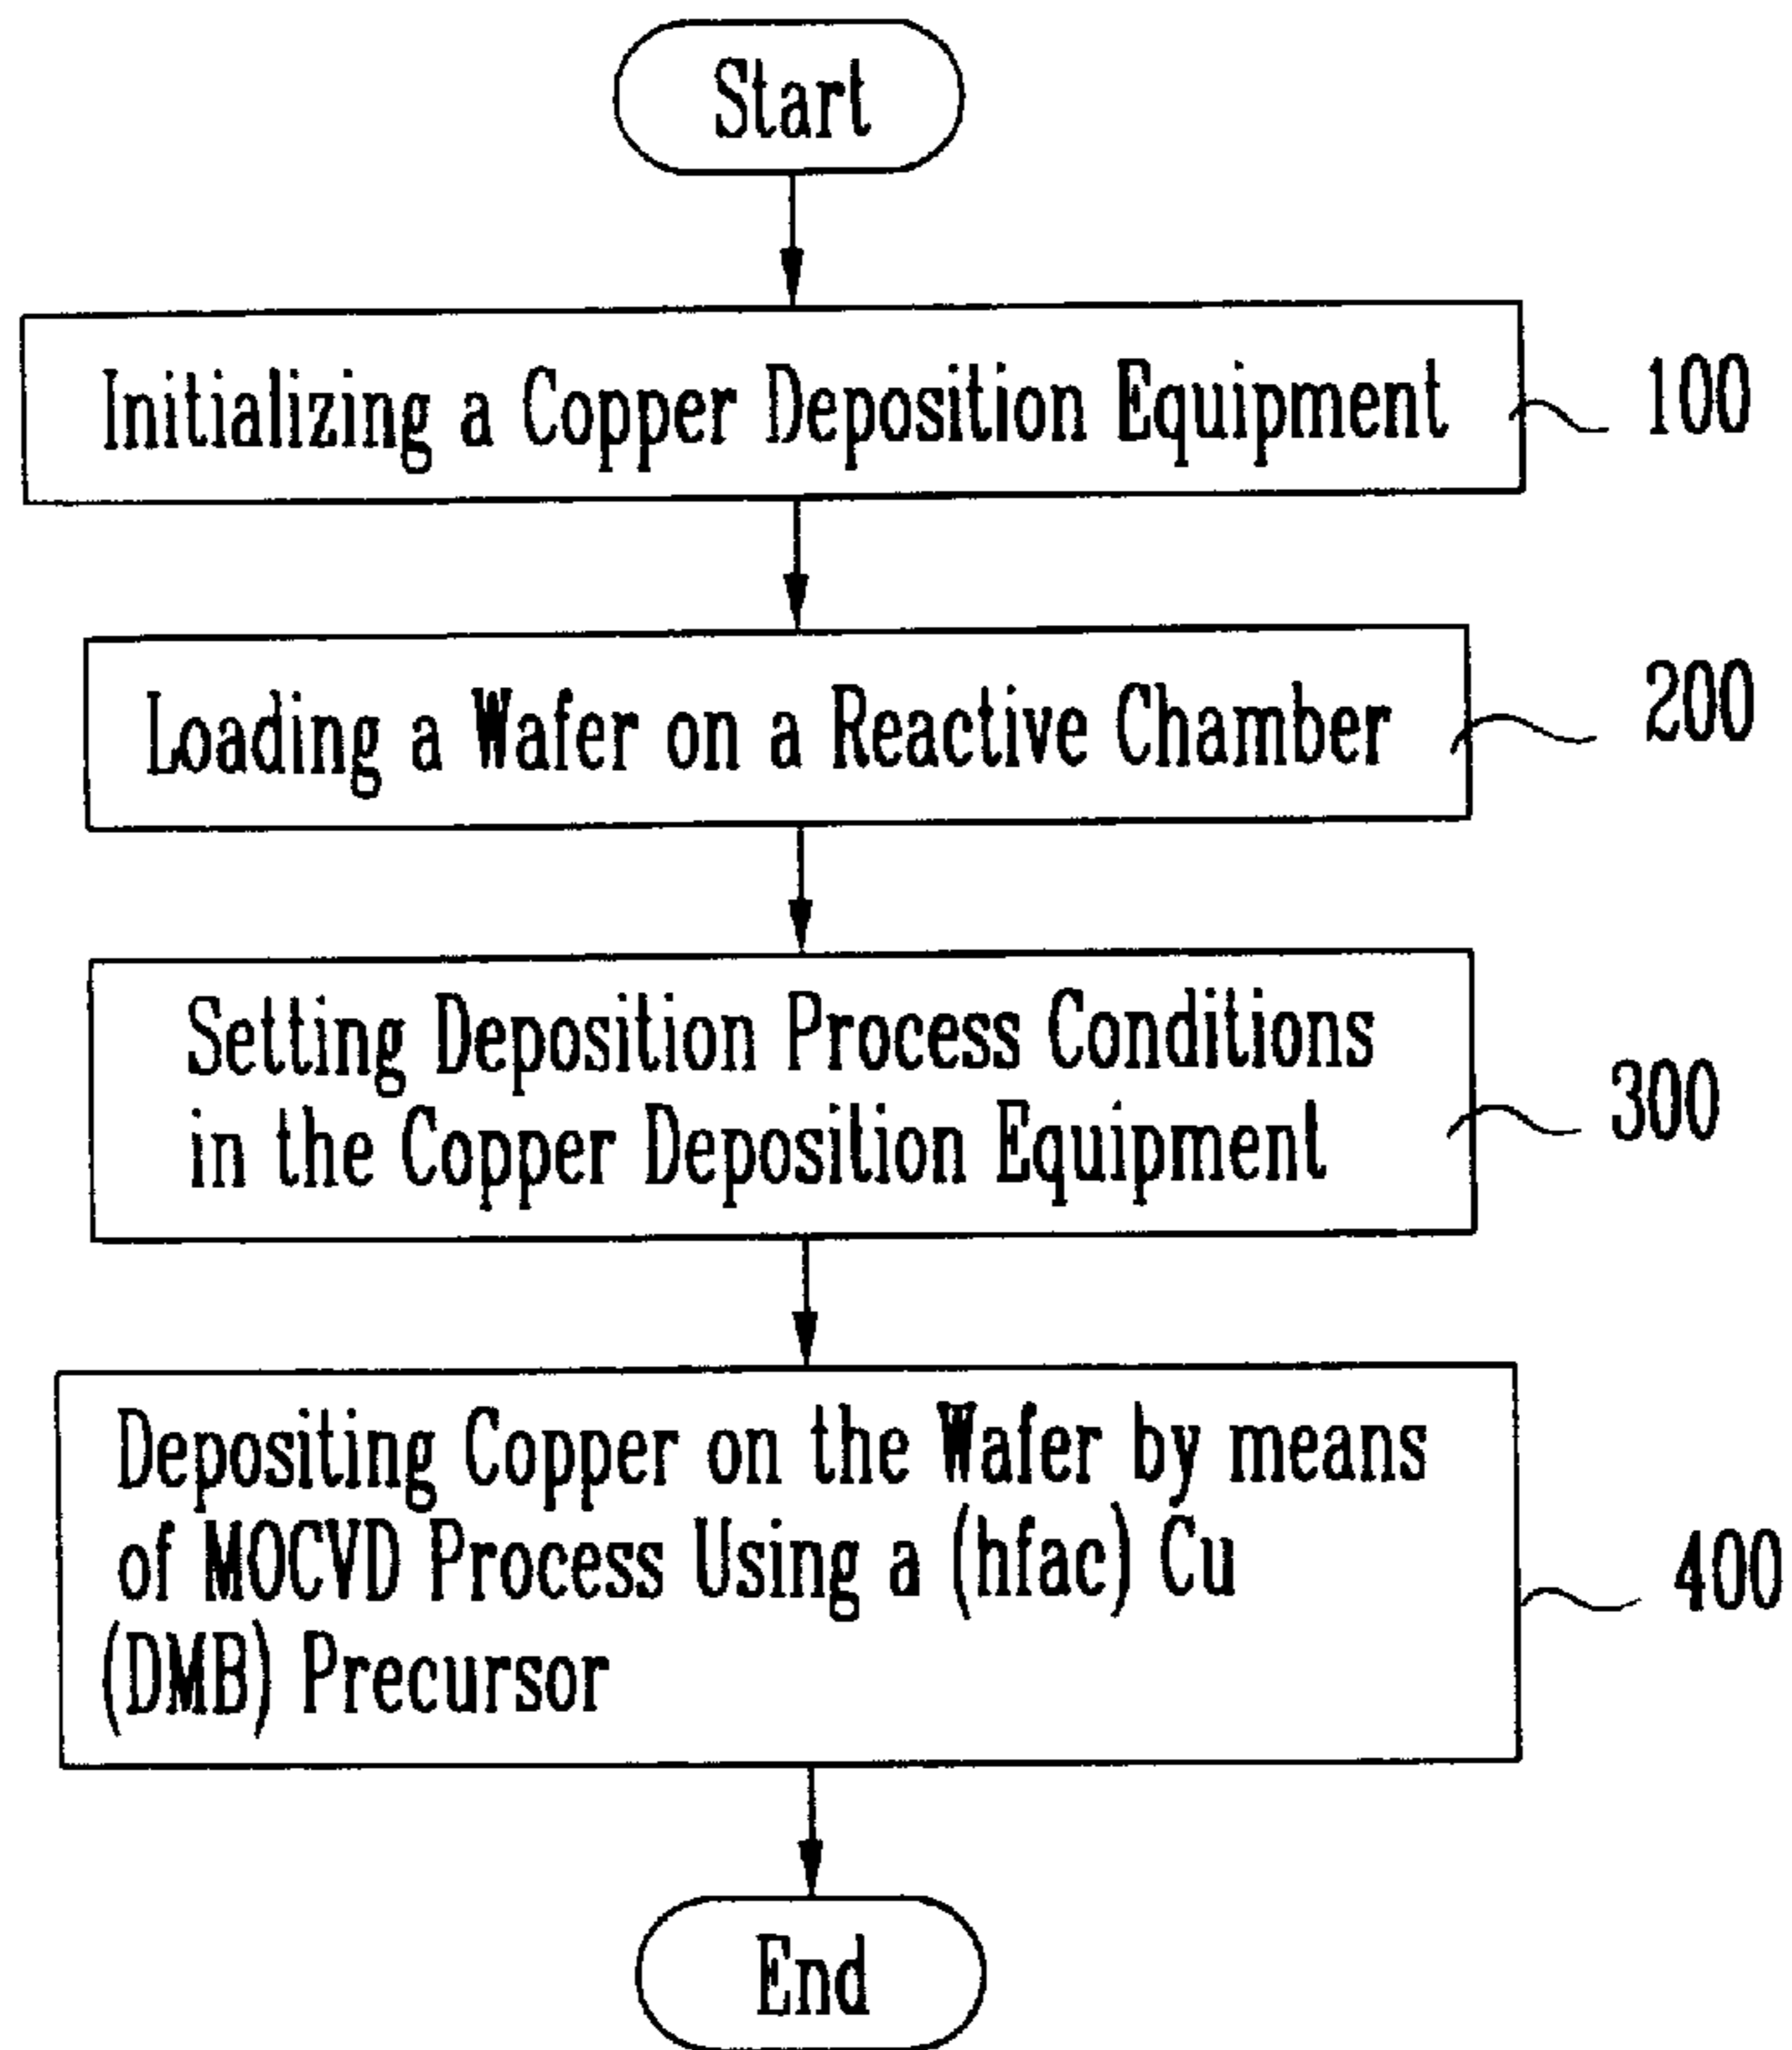 Start
Initializing a Copper Deposition Equipment
100
Loading a Wafer on a Reactive Chamber
200
Setting Deposition Process Conditions
in the Copper Deposition Equipment
300
Depositing Copper on the Wafer by means
of MOCVD Process Using a (hfac) Cu
(DMB) Precursor
400
End